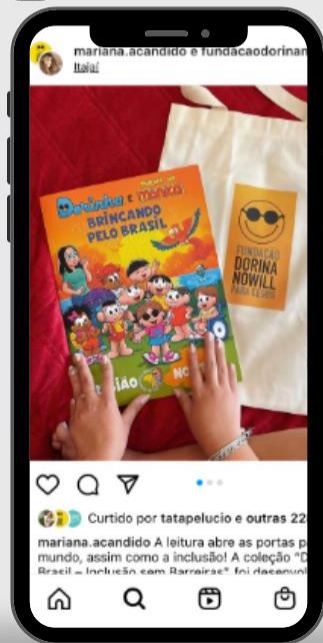 mariana.acandido e fundacaodorinan
Itajaí
Dorinha e
TURMA DA
MÔNICA
BRINCANDO
PELO BRASIL
FUNDAÇÃO
DORINA
NOWILL
PARA CEGOS
Curtido por tatapelucio e outras 22
mariana.acandido A leitura abre as portas p
mundo, assim como a inclusão! A coleção "D
Brasil – Inclusão sem Barreiras" foi desenvol